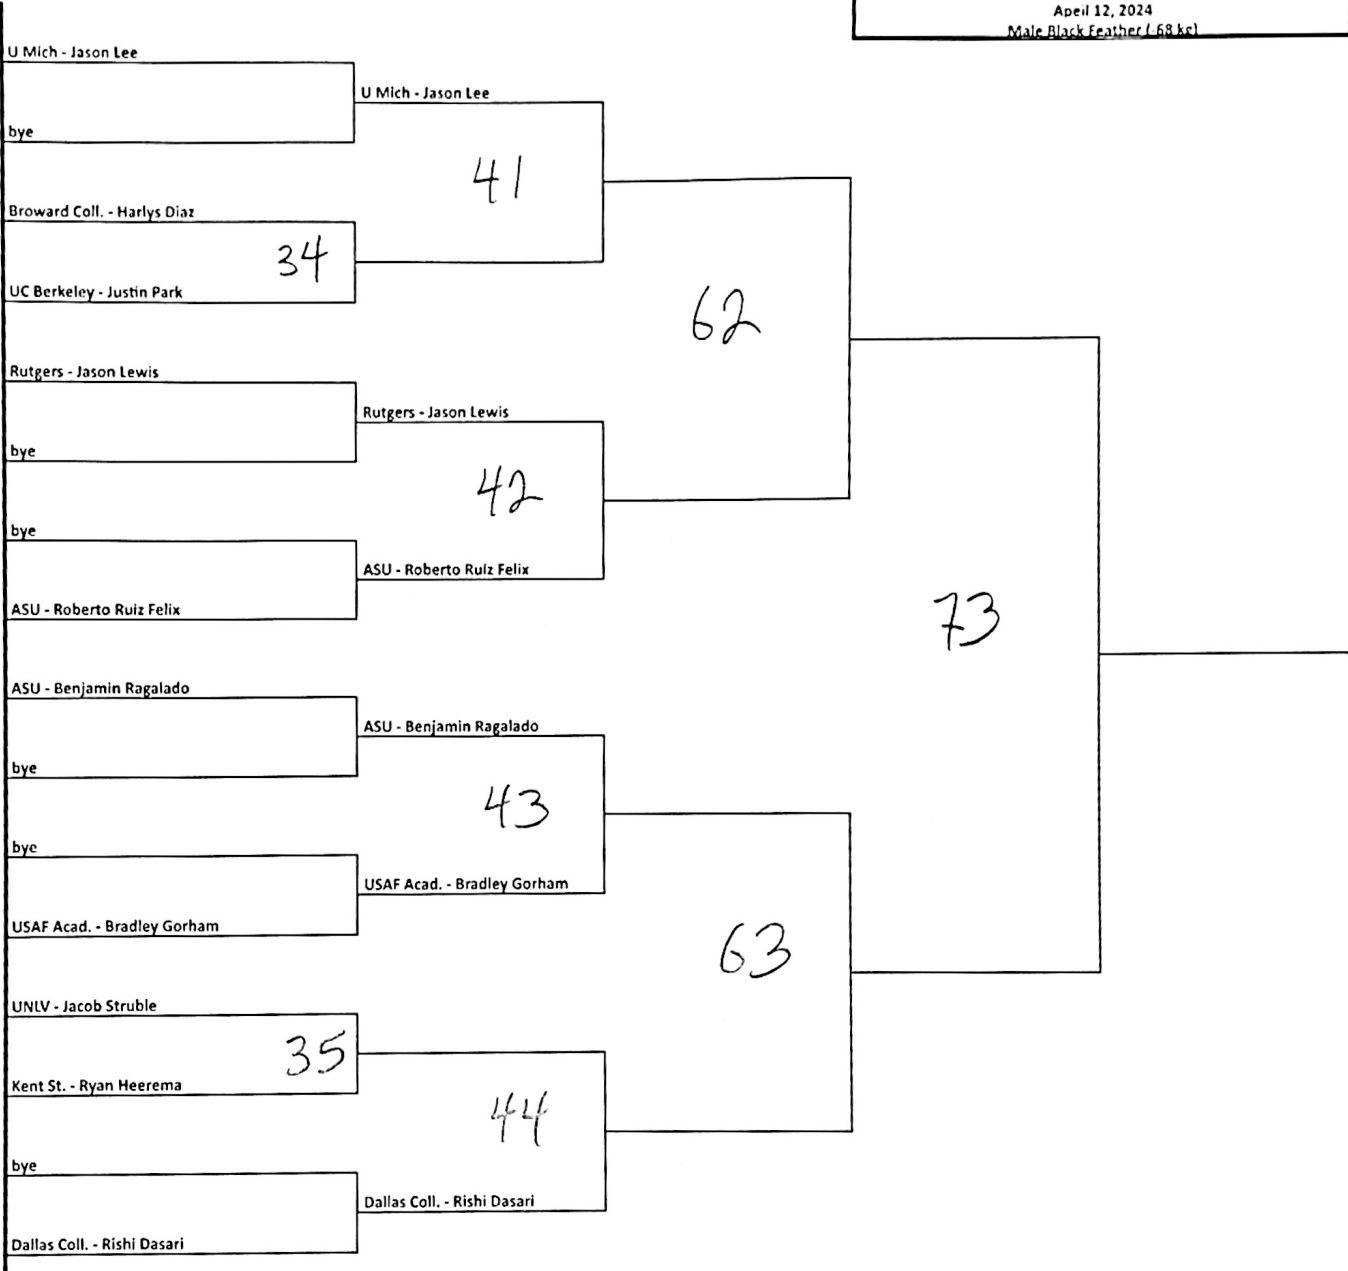 Apeil 12, 2024
Male Black Feather (-68 kg)
U Mich - Jason Lee
U Mich - Jason Lee
bye
41
Broward Coll. - Harlys Diaz
34
UC Berkeley - Justin Park
62
Rutgers - Jason Lewis
Rutgers - Jason Lewis
bye
42
bye
ASU - Roberto Ruiz Felix
ASU - Roberto Ruiz Felix
73
ASU - Benjamin Ragalado
ASU - Benjamin Ragalado
bye
43
bye
USAF Acad. - Bradley Gorham
USAF Acad. - Bradley Gorham
63
UNLV - Jacob Struble
35
Kent St. - Ryan Heerema
44
bye
Dallas Coll. - Rishi Dasari
Dallas Coll. - Rishi Dasari